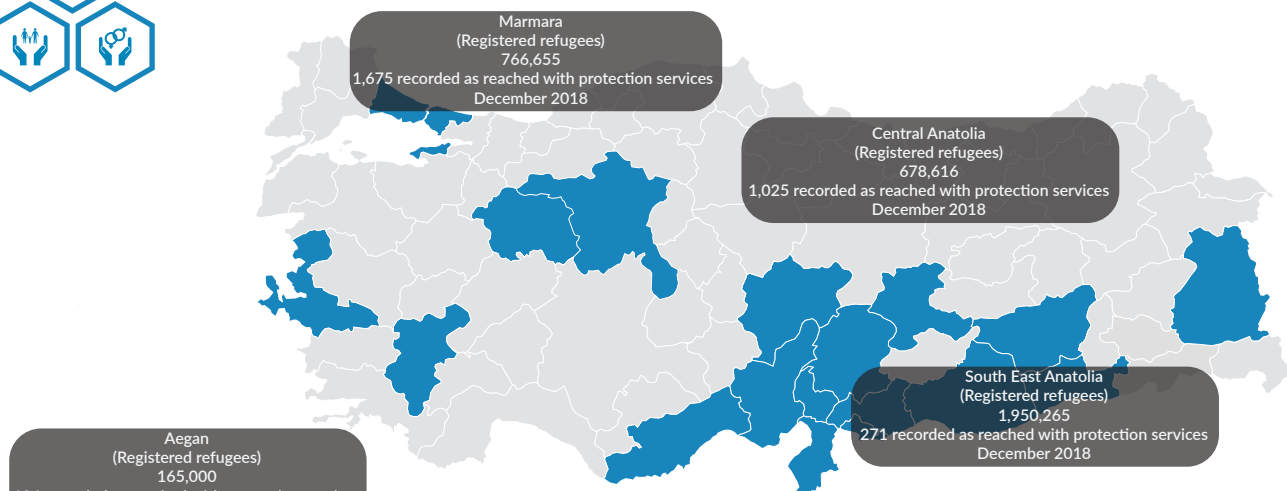 Marmara
(Registered refugees)
766,655
1,675 recorded as reached with protection services
December 2018
Central Anatolia
(Registered refugees)
678,616
1,025 recorded as reached with protection services
December 2018
South East Anatolia
(Registered refugees)
1,950,265
271 recorded as reached with protection services
December 2018
Aegan
(Registered refugees)
165,000